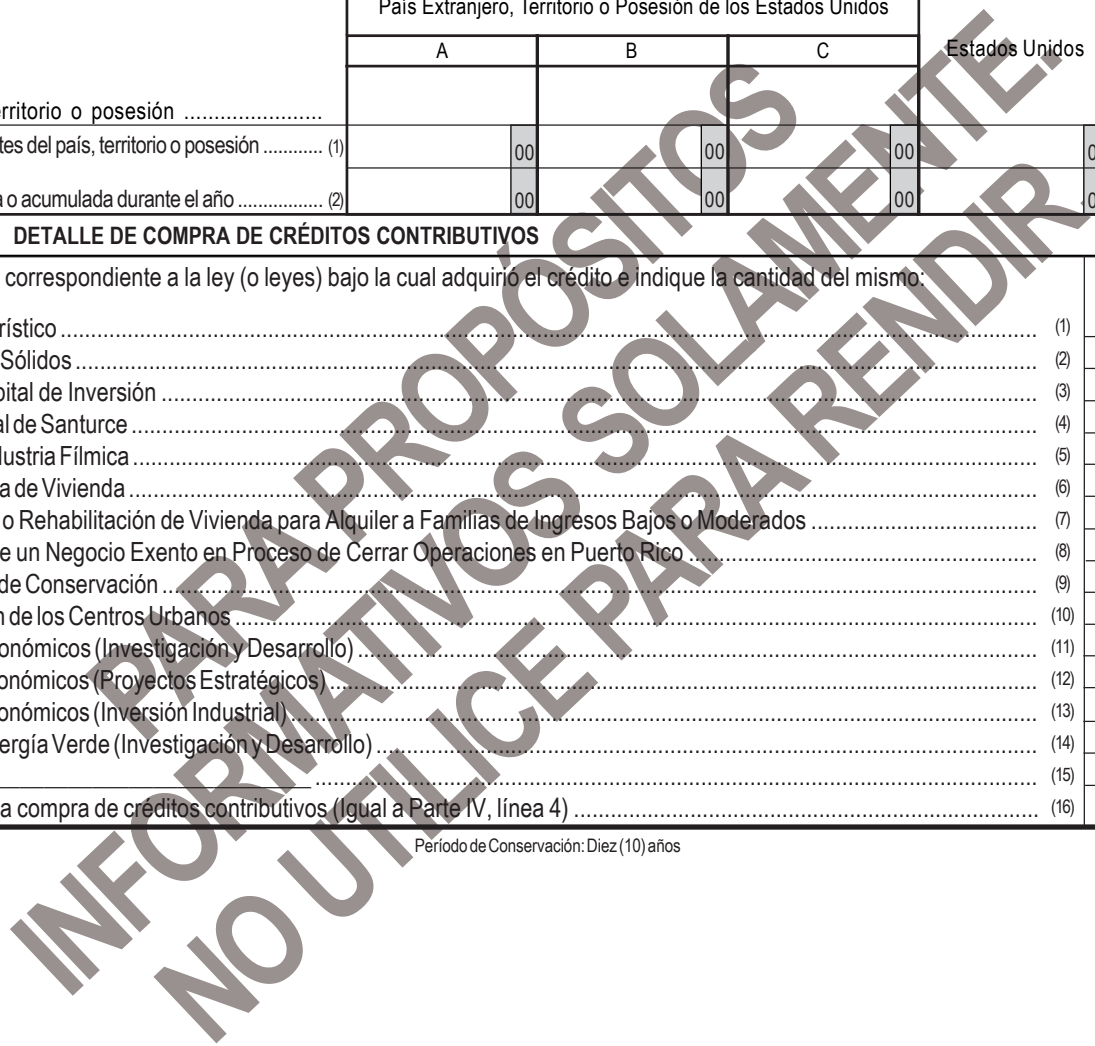 País Extranjero, Territorio o Posesión de los Estados Unidos
A B C Estados Unidos
erritorio o posesión .......................
tes del país, territorio o posesión ............ (1) 00 00 00 0
a o acumulada durante el año ................. (2) 00 00 00 0
DETALLE DE COMPRA DE CRÉDITOS CONTRIBUTIVOS
correspondiente a la ley (o leyes) bajo la cual adquirió el crédito e indique la cantidad del mismo:
rístico ........ (1)
Sólidos ........ (2)
pital de Inversión ........ (3)
al de Santurce ........ (4)
dustria Fílmica ........ (5)
a de Vivienda ........ (6)
o Rehabilitación de Vivienda para Alquiler a Familias de Ingresos Bajos o Moderados ........ (7)
e un Negocio Exento en Proceso de Cerrar Operaciones en Puerto Rico ........ (8)
de Conservación ........ (9)
n de los Centros Urbanos ........ (10)
onómicos (Investigación y Desarrollo) ........ (11)
onómicos (Proyectos Estratégicos) ........ (12)
onómicos (Inversión Industrial) ........ (13)
ergía Verde (Investigación y Desarrollo) ........ (14)
________________________________ ........ (15)
a compra de créditos contributivos (Igual a Parte IV, línea 4) ........ (16)
Período de Conservación: Diez (10) años
PARA PROPÓSITOS
INFORMATIVOS SOLAMENTE.
NO UTILICE PARA RENDIR.